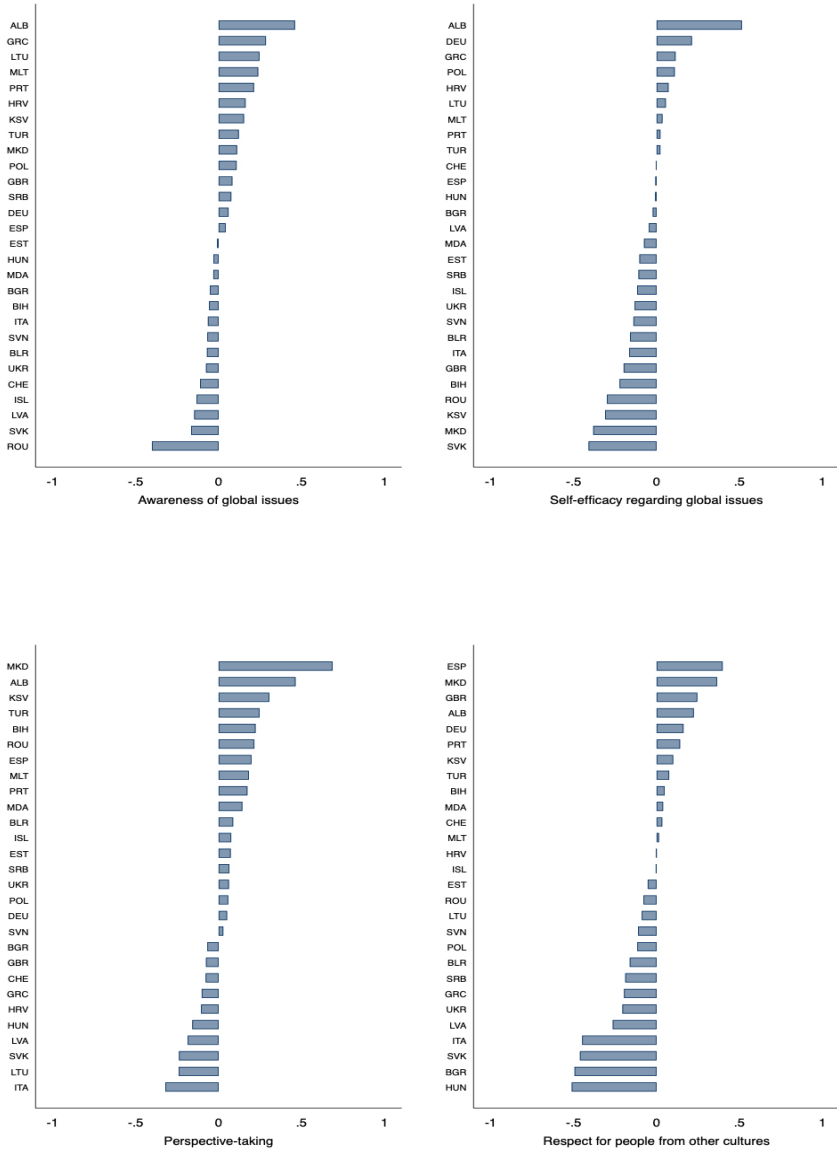 ALB
GRC
LTU
MLT
PRT
HRV
KSV
TUR
MKD
POL
GBR
SRB
DEU
ESP
EST
HUN
MDA
BGR
BIH
ITA
SVN
BLR
UKR
CHE
ISL
LVA
SVK
ROU
-1 -.5 0 .5 1
Awareness of global issues
ALB
DEU
GRC
POL
HRV
LTU
MLT
PRT
TUR
CHE
ESP
HUN
BGR
LVA
MDA
EST
SRB
ISL
UKR
SVN
BLR
ITA
GBR
BIH
ROU
KSV
MKD
SVK
-1 -.5 0 .5 1
Self-efficacy regarding global issues
MKD
ALB
KSV
TUR
BIH
ROU
ESP
MLT
PRT
MDA
BLR
ISL
EST
SRB
UKR
POL
DEU
SVN
BGR
GBR
CHE
GRC
HRV
HUN
LVA
SVK
LTU
ITA
-1 -.5 0 .5 1
Perspective-taking
ESP
MKD
GBR
ALB
DEU
PRT
KSV
TUR
BIH
MDA
CHE
MLT
HRV
ISL
EST
ROU
LTU
SVN
POL
BLR
SRB
GRC
UKR
LVA
ITA
SVK
BGR
HUN
-1 -.5 0 .5 1
Respect for people from other cultures